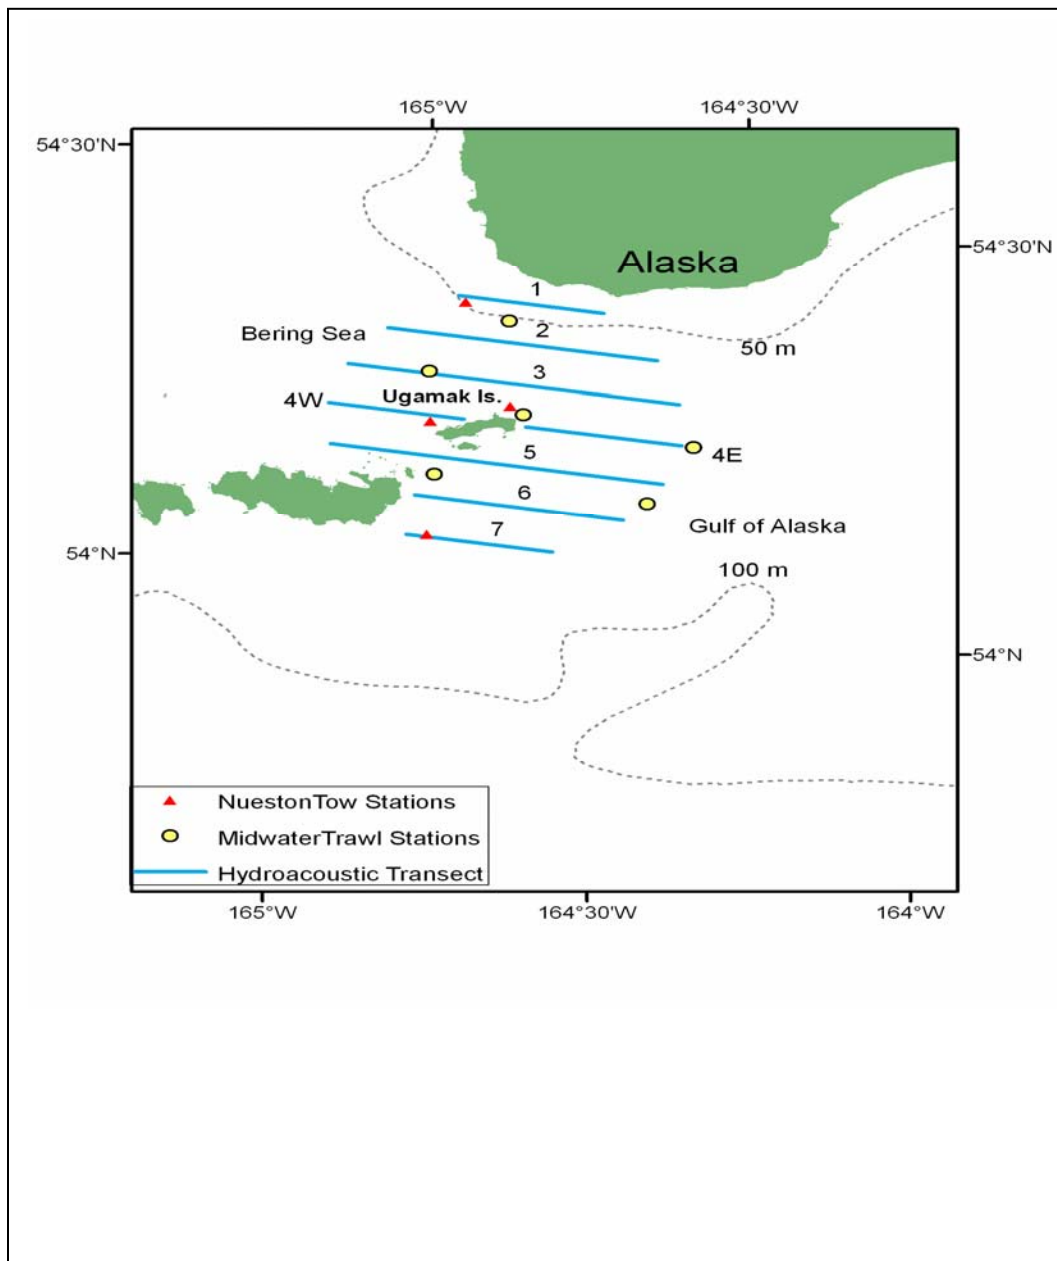 165°W
164°30'W
54°30'N
54°30'N
Alaska
1
2
Bering Sea
50 m
3
Ugamak Is.
4W
4E
5
6
Gulf of Alaska
7
54°N
100 m
54°N
NuestonTow Stations
MidwaterTrawl Stations
Hydroacoustic Transect
165°W
164°30'W
164°W